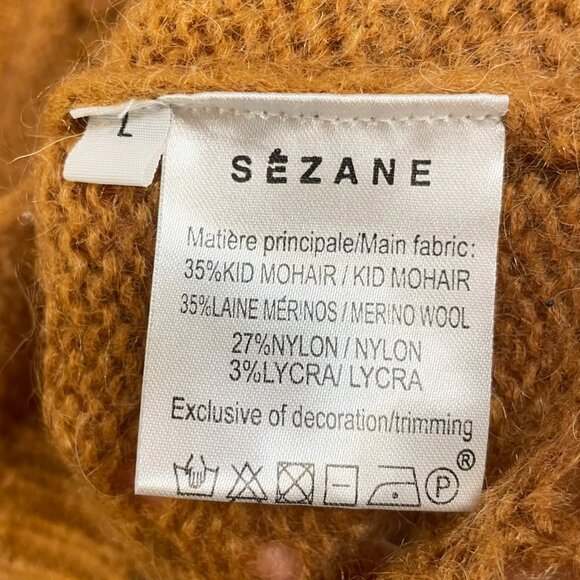 L
SÉZANE
Matière principale/Main fabric:
35%KID MOHAIR / KID MOHAIR
35%LAINE MÉRINOS / MERINO WOOL
27%NYLON / NYLON
3%LYCRA/ LYCRA
Exclusive of decoration/trimming
P®